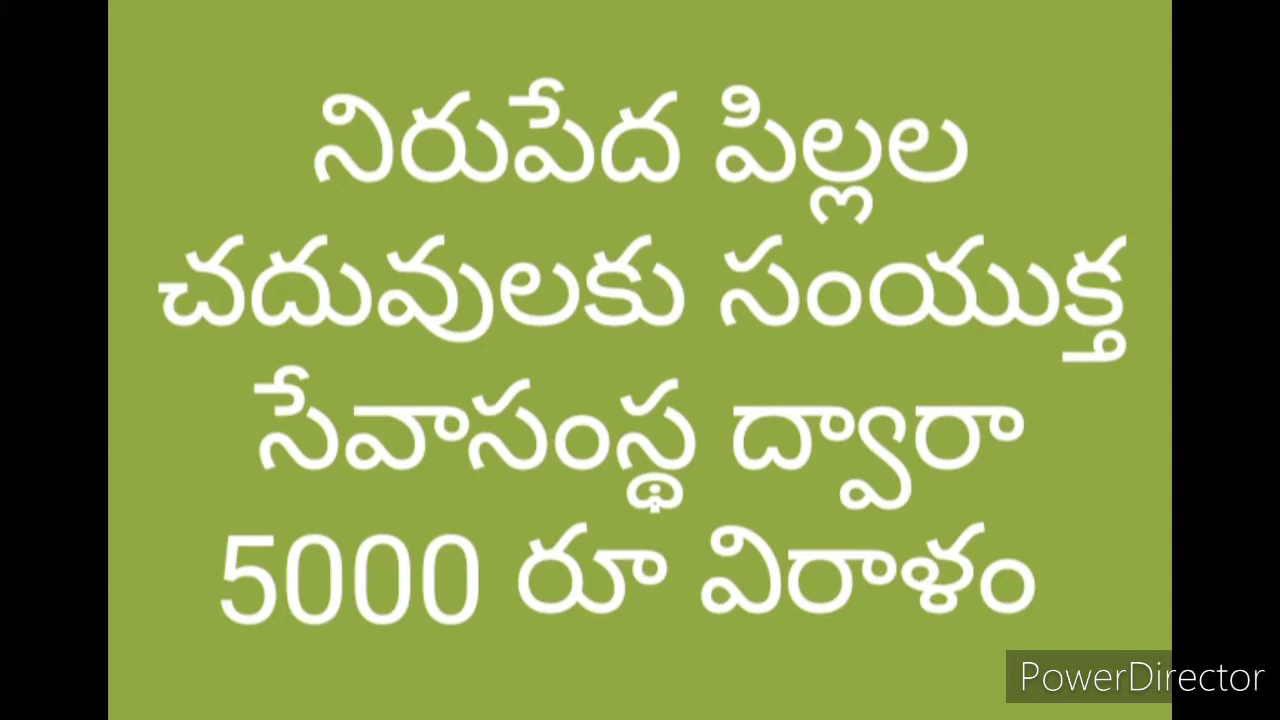 నిరుపేద పిల్లల
చదువులకు సంయుక్త
సేవాసంస్థ ద్వారా
5000 రూ విరాళం
PowerDirector